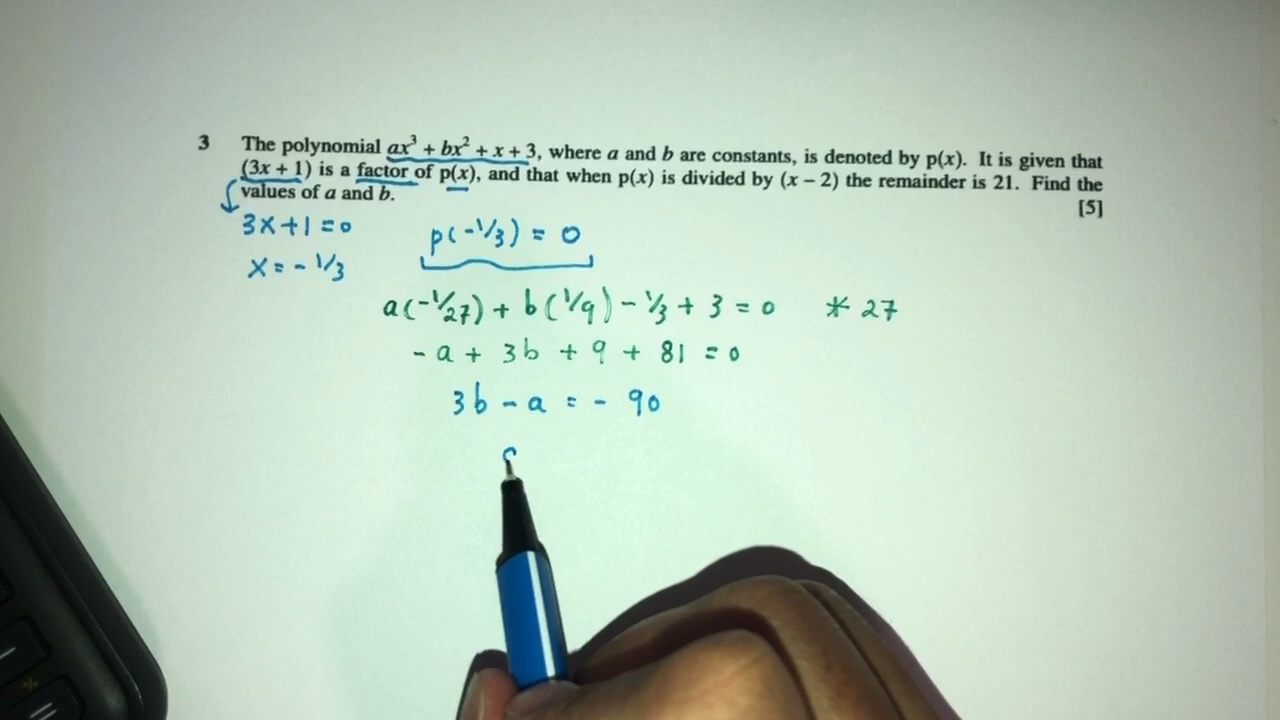 3 The polynomial ax³ + bx² + x + 3, where a and b are constants, is denoted by p(x). It is given that
(3x + 1) is a factor of p(x), and that when p(x) is divided by (x − 2) the remainder is 21. Find the
values of a and b. [5]
3x+1=0
x=-1/3
p(-1/3) = 0
a(-1/27) + b(1/9) - 1/3 + 3 = 0 * 27
- a + 3b + 9 + 81 = 0
3b - a = - 90
%